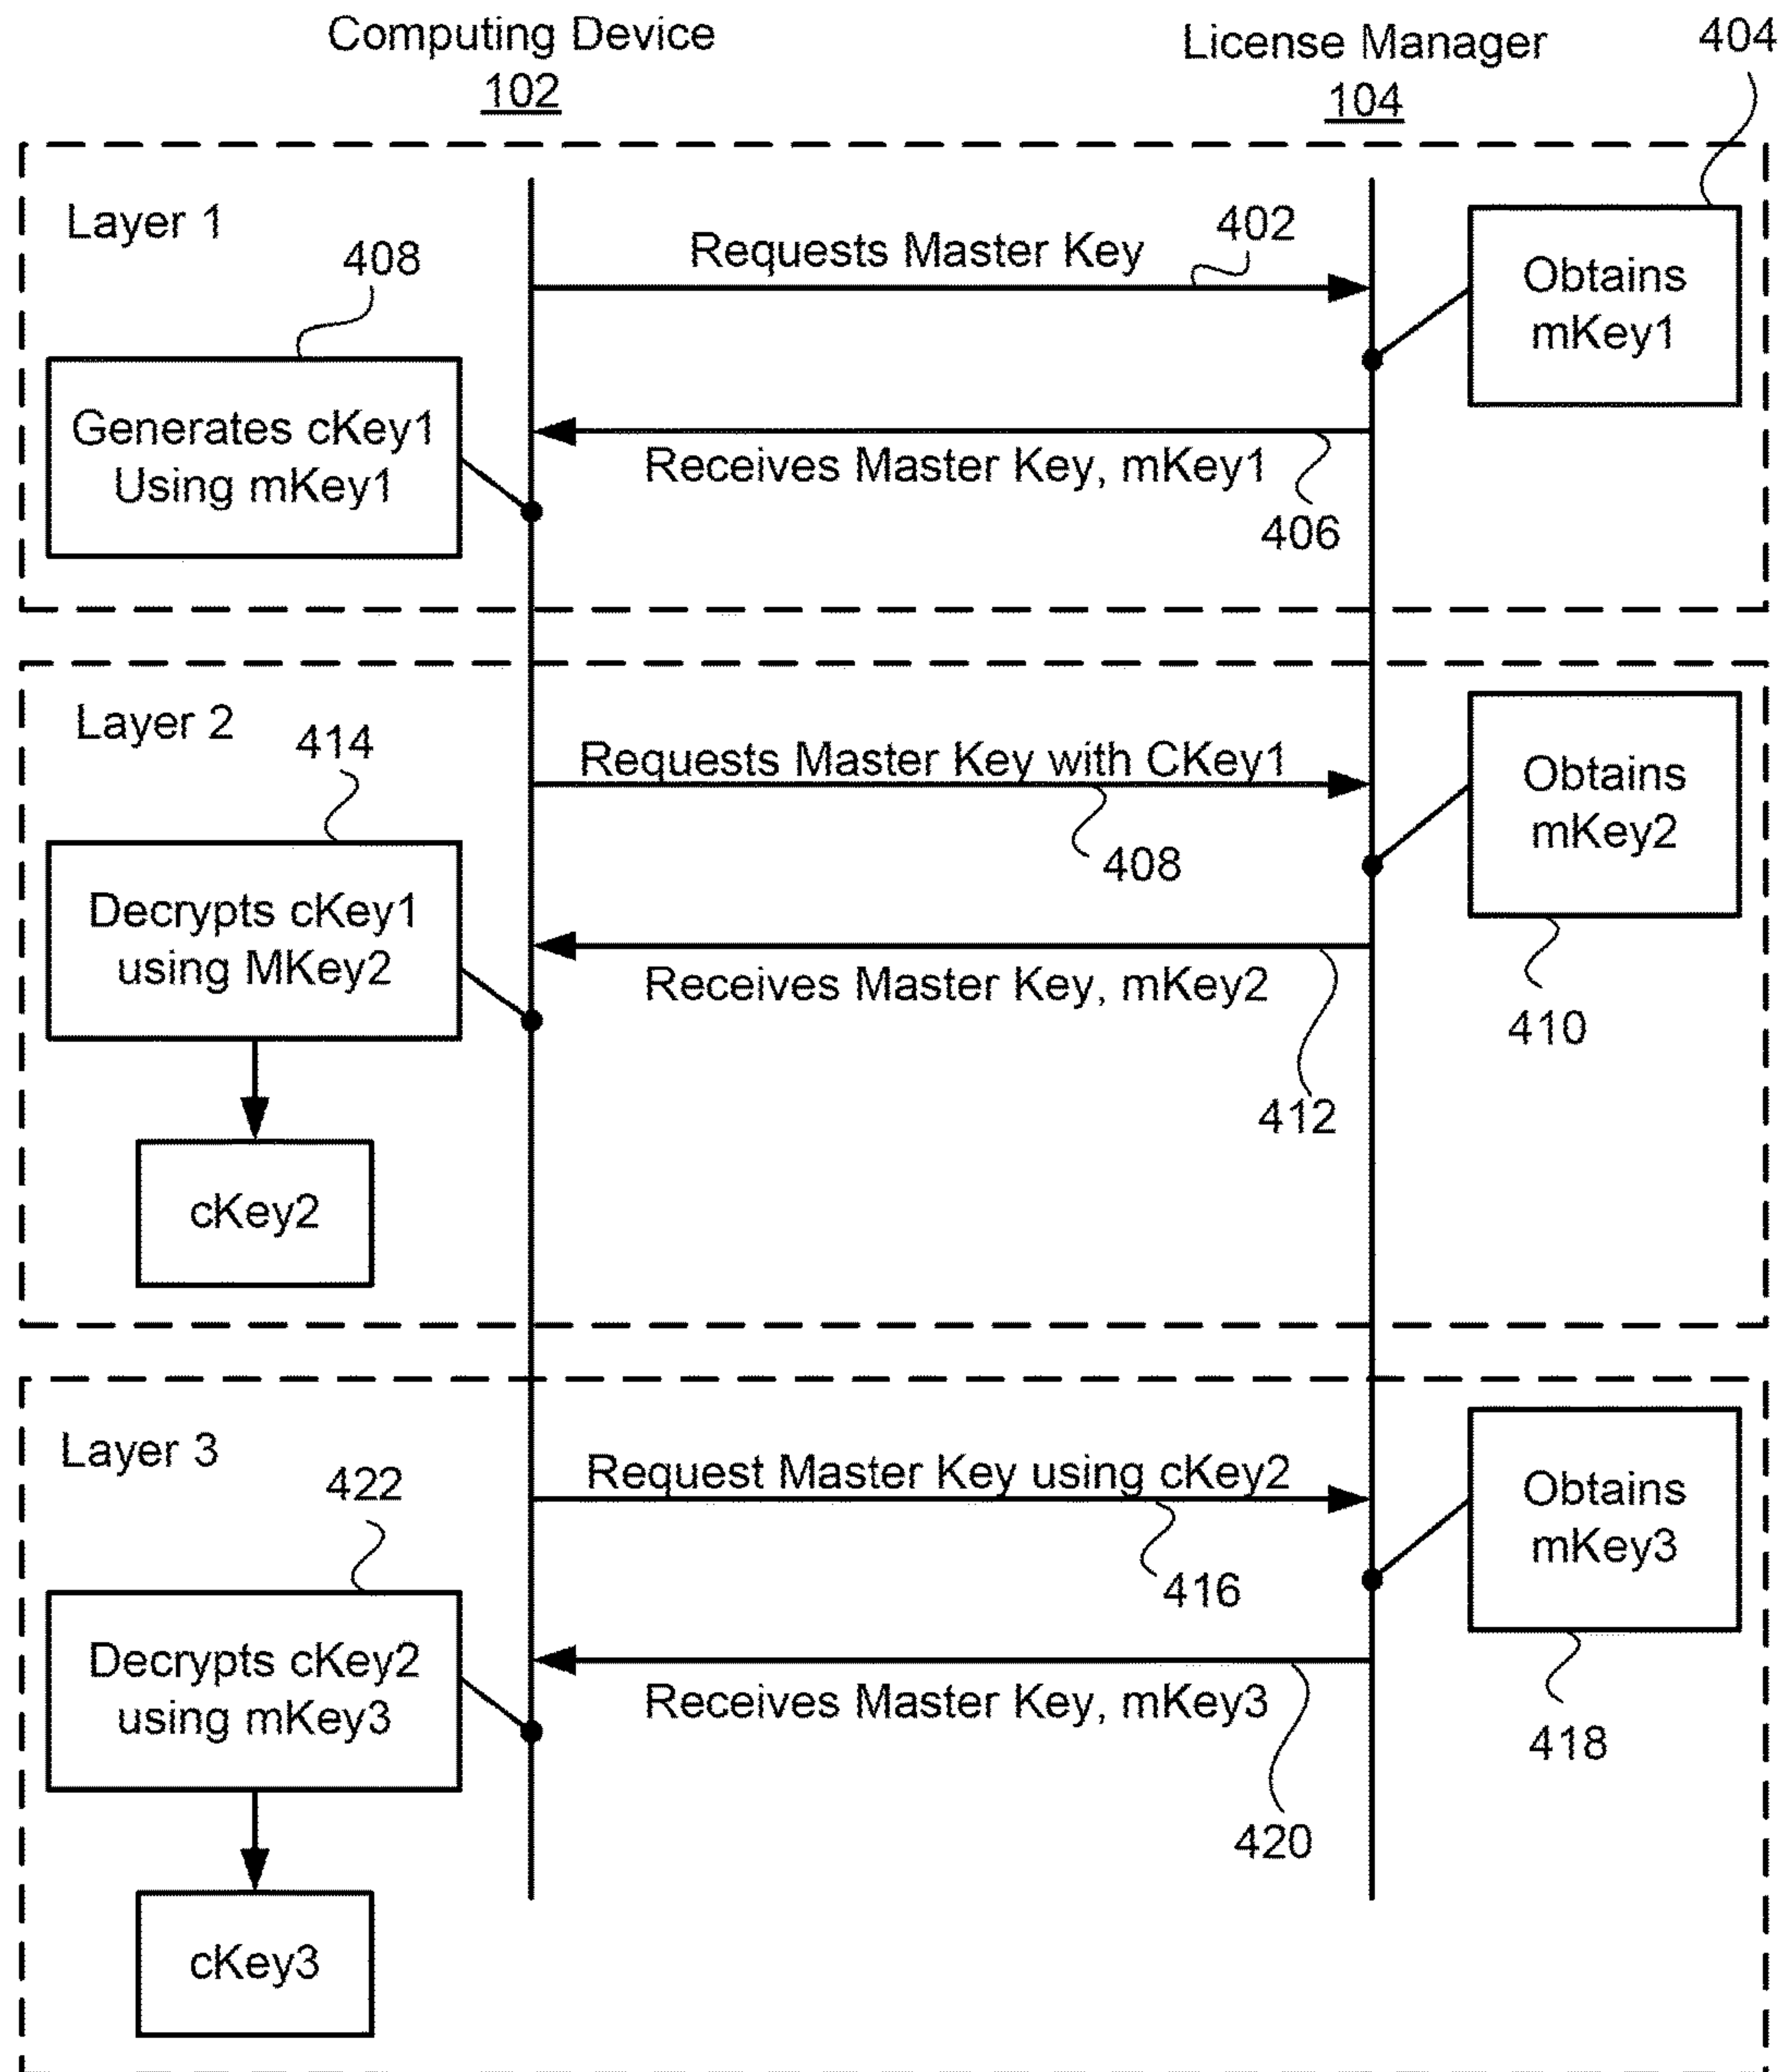 Computing Device
102
License Manager
104
404
Layer 1
408
Requests Master Key
402
Obtains
mKey1
Generates cKey1
Using mKey1
Receives Master Key, mKey1
406
Layer 2
414
Requests Master Key with CKey1
408
Obtains
mKey2
410
Decrypts cKey1
using MKey2
Receives Master Key, mKey2
412
cKey2
Layer 3
422
Request Master Key using cKey2
416
Obtains
mKey3
418
Decrypts cKey2
using mKey3
Receives Master Key, mKey3
420
cKey3